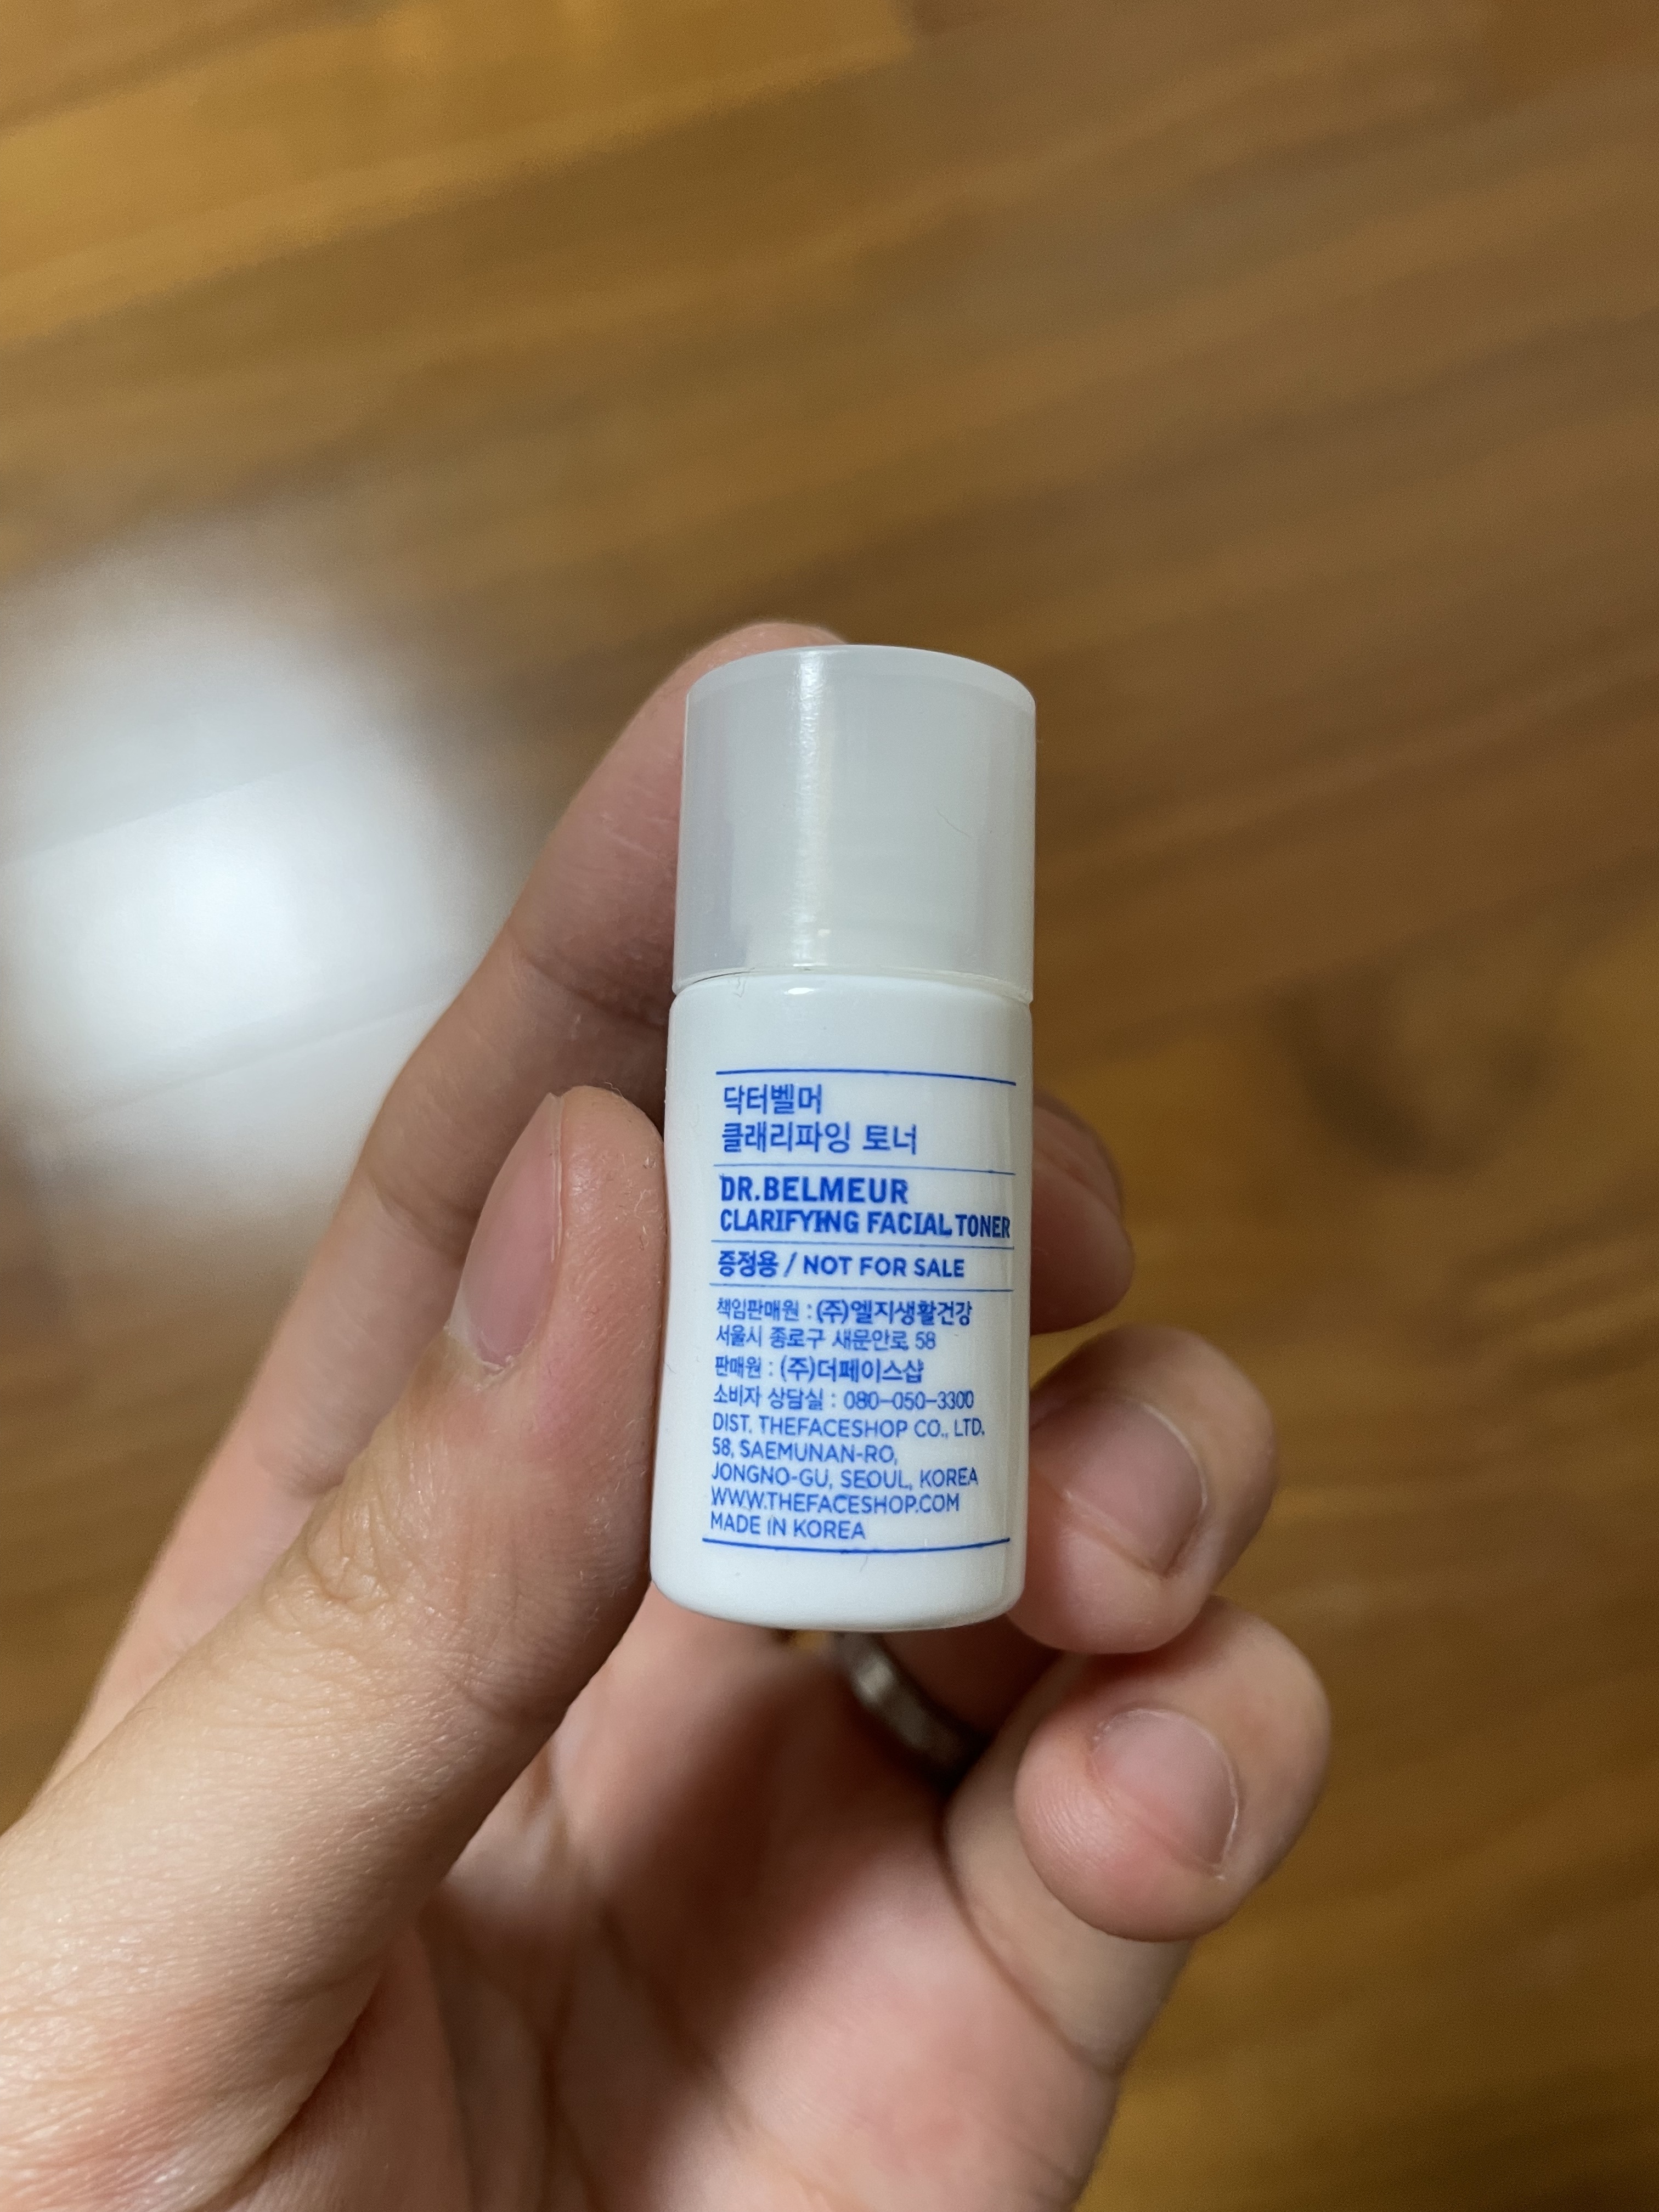 닥터벨머
클래리파잉 토너
DR.BELMEUR
CLARIFYING FACIAL TONER
증정용 / NOT FOR SALE
책임판매원 : (주)엘지생활건강
서울시 종로구 새문안로 58
판매원 : (주)더페이스샵
소비자 상담실 : 080-050-3300
DIST. THEFACESHOP CO., LTD.
58, SAEMUNAN-RO,
JONGNO-GU, SEOUL, KOREA
WWW.THEFACESHOP.COM
MADE IN KOREA